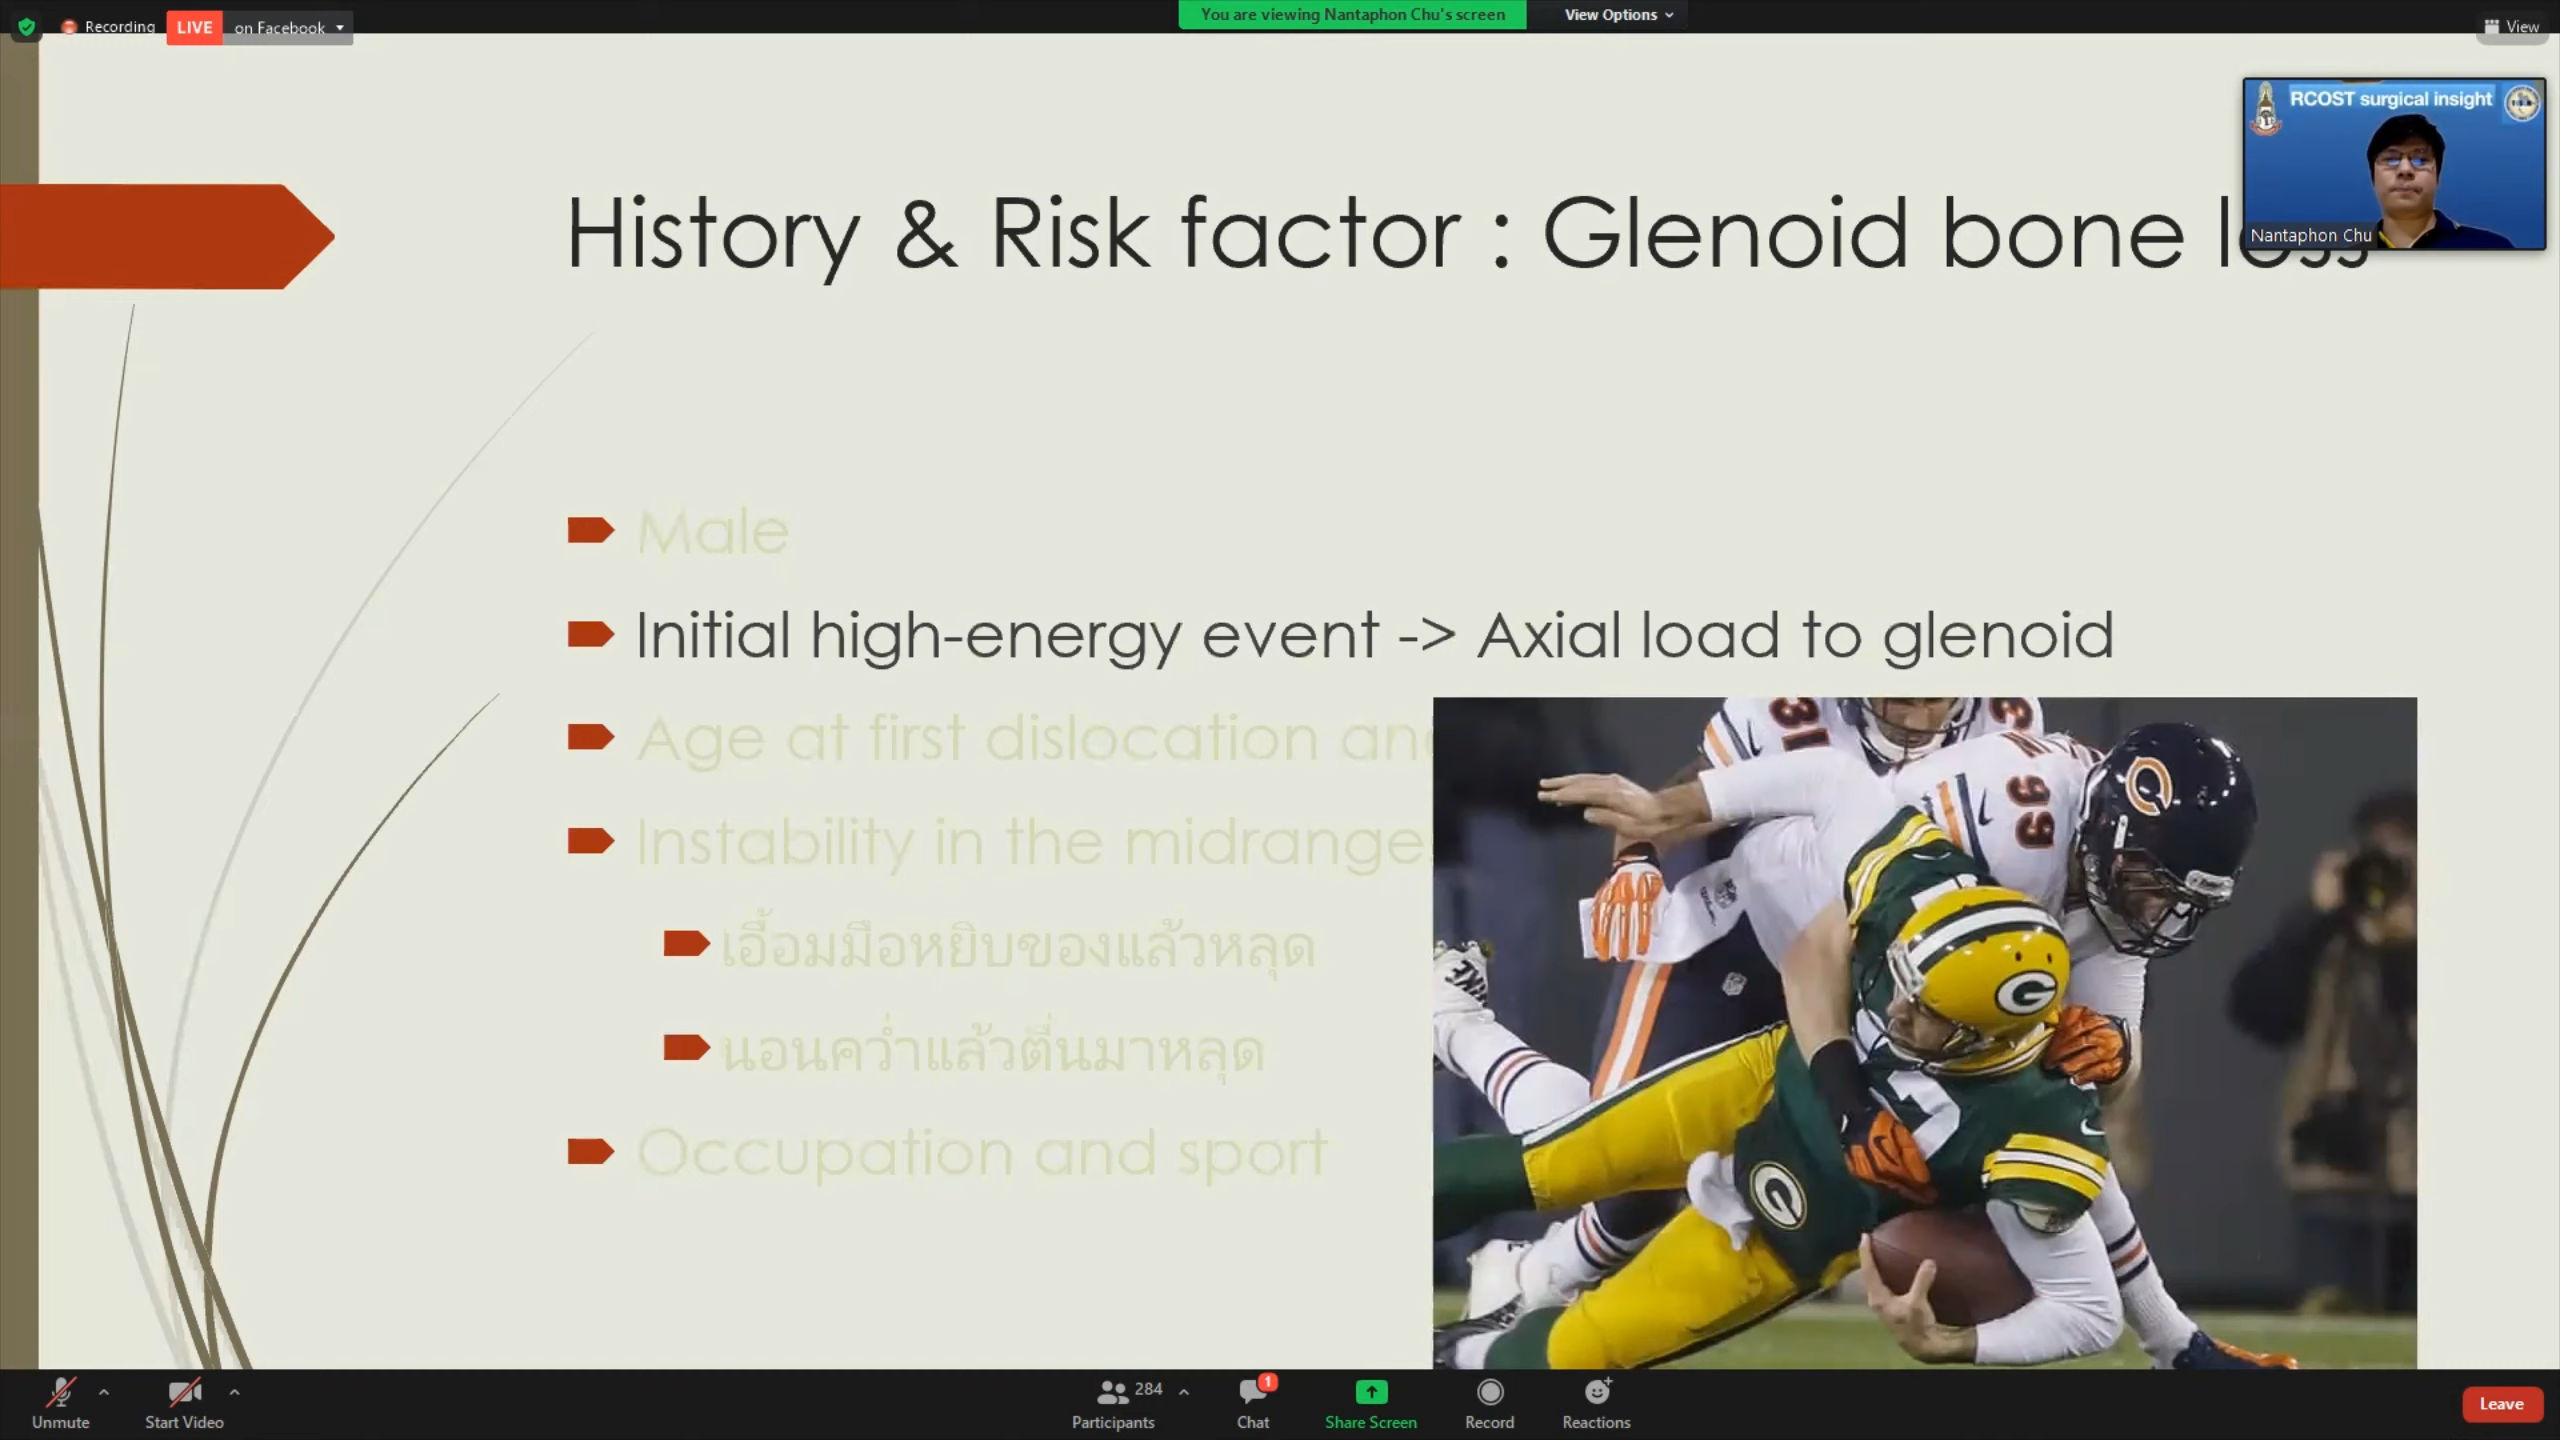 Recording
LIVE on Facebook
You are viewing Nantaphon Chu's screen
View Options
View
RCOST surgical insight
Nantaphon Chu
History & Risk factor : Glenoid bone loss
Male
Initial high-energy event -> Axial load to glenoid
Age at first dislocation and
Instability in the midrange
เอื้อมมือหยิบของแล้วหลุด
นอนคว่ำแล้วตื่นมาหลุด
Occupation and sport
31
99
G
G
Unmute
Start Video
284
Participants
1
Chat
Share Screen
Record
Reactions
Leave